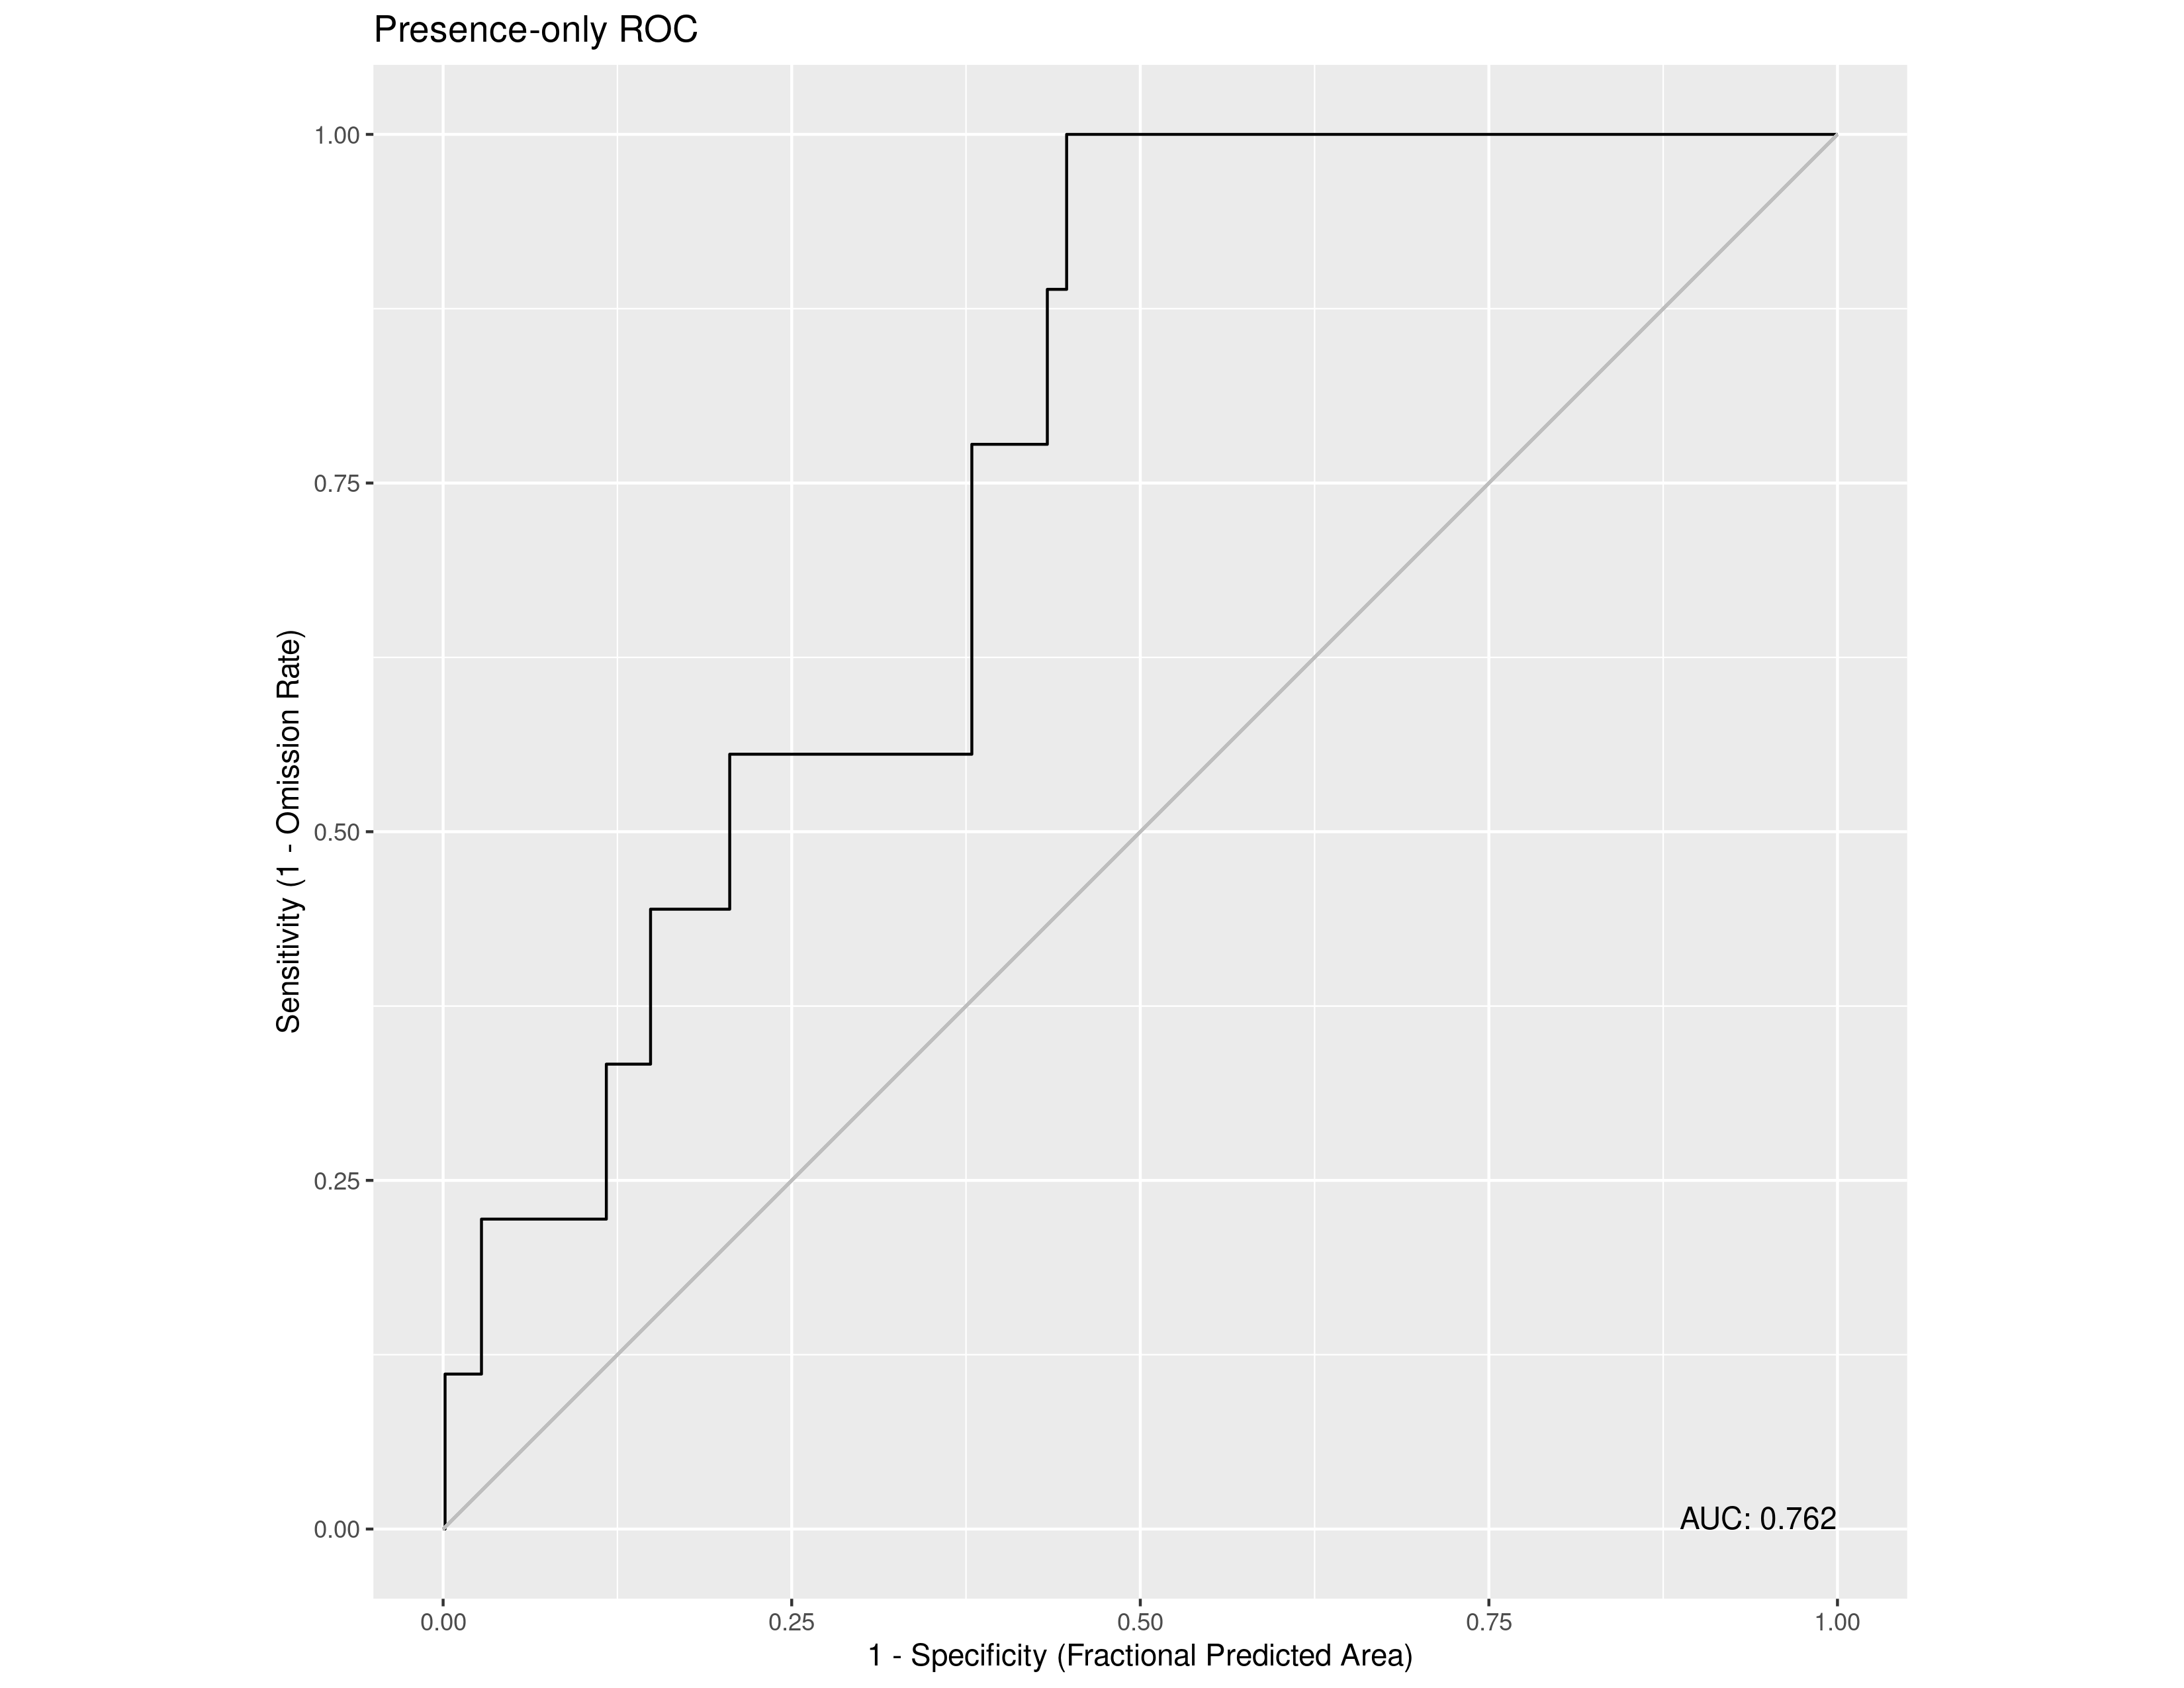 Presence-only ROC
1.00
0.75
0.50
0.25
0.00
Sensitivity (1 - Omission Rate)
AUC: 0.762
0.00 0.25 0.50 0.75 1.00
1 - Specificity (Fractional Predicted Area)